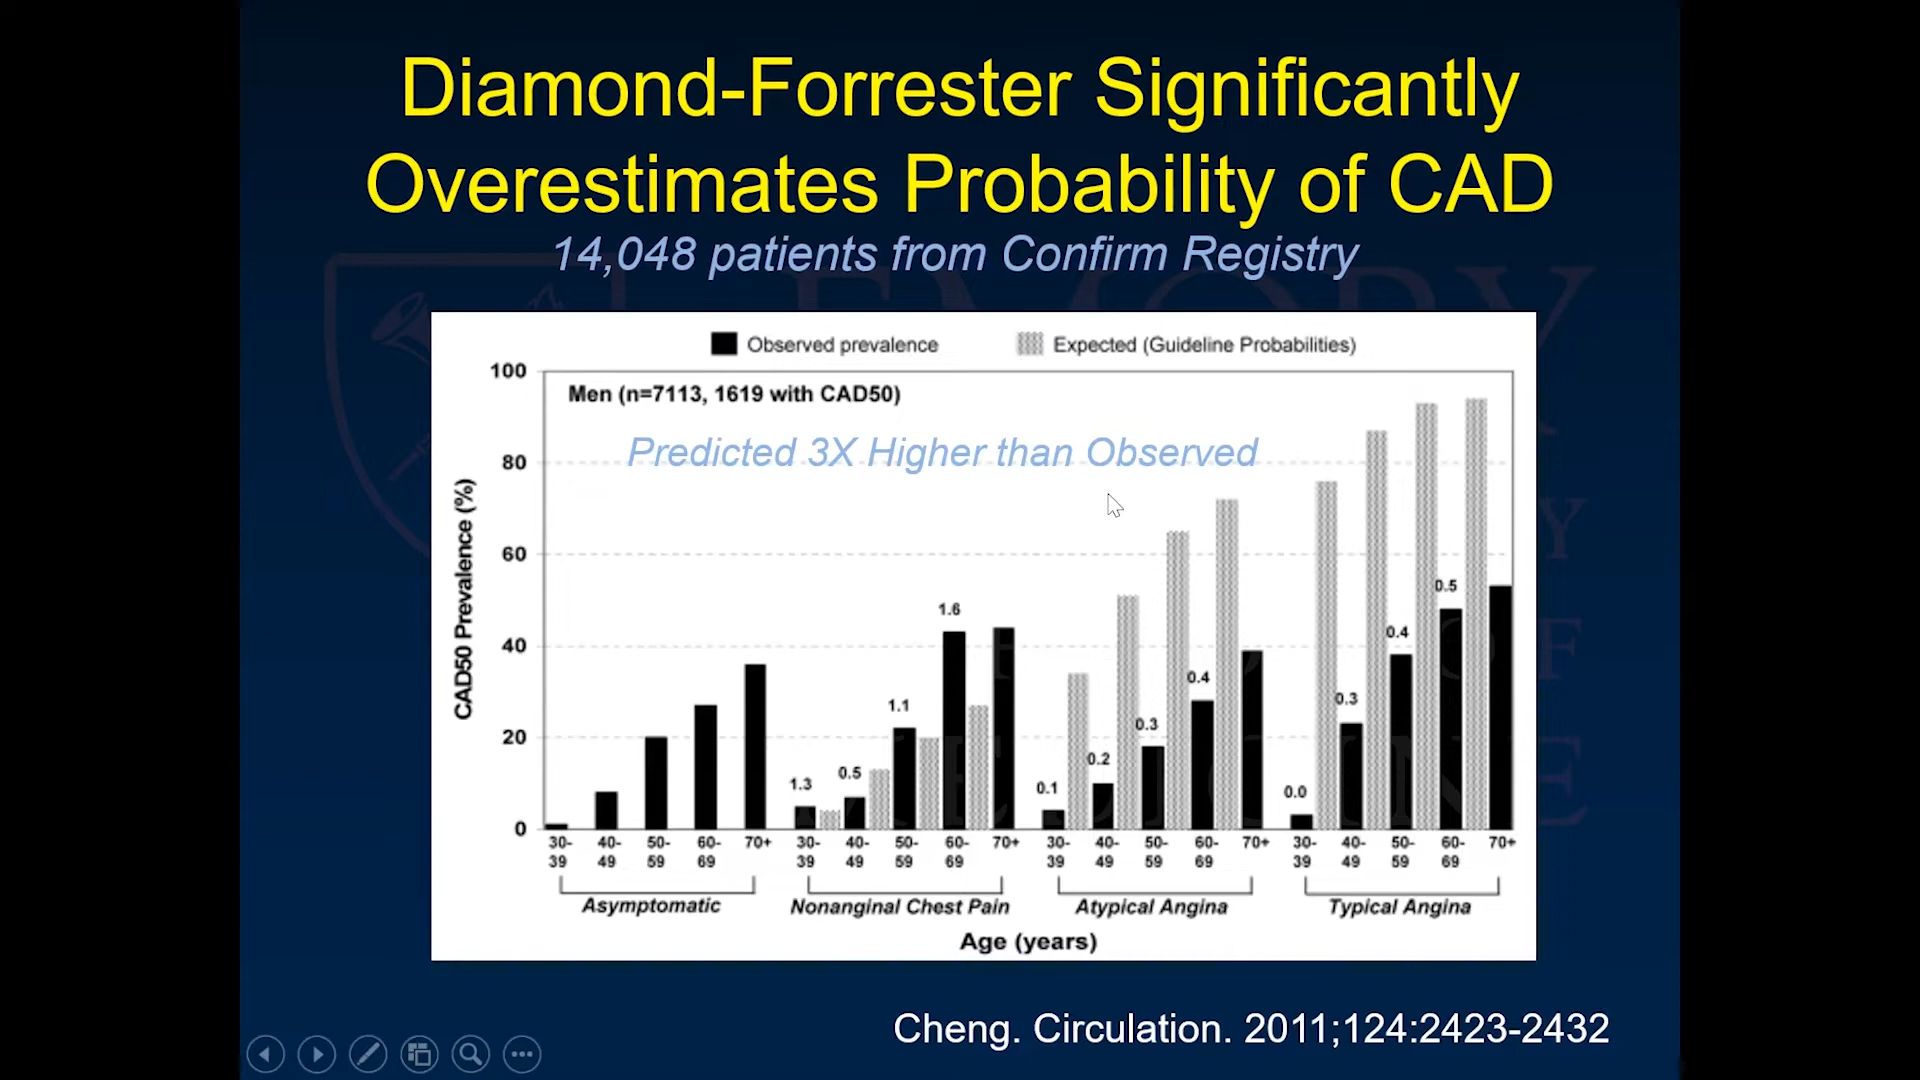 Diamond-Forrester Significantly
Overestimates Probability of CAD
14,048 patients from Confirm Registry
Observed prevalence
Expected (Guideline Probabilities)
Men (n=7113, 1619 with CAD50)
Predicted 3X Higher than Observed
CAD50 Prevalence (%)
100
80
60
40
20
0
1.3
0.5
1.1
1.6
0.1
0.2
0.3
0.4
0.0
0.3
0.4
0.5
30-39 40-49 50-59 60-69 70+
30-39 40-49 50-59 60-69 70+
30-39 40-49 50-59 60-69 70+
30-39 40-49 50-59 60-69 70+
Asymptomatic Nonanginal Chest Pain Atypical Angina Typical Angina
Age (years)
Cheng. Circulation. 2011;124:2423-2432